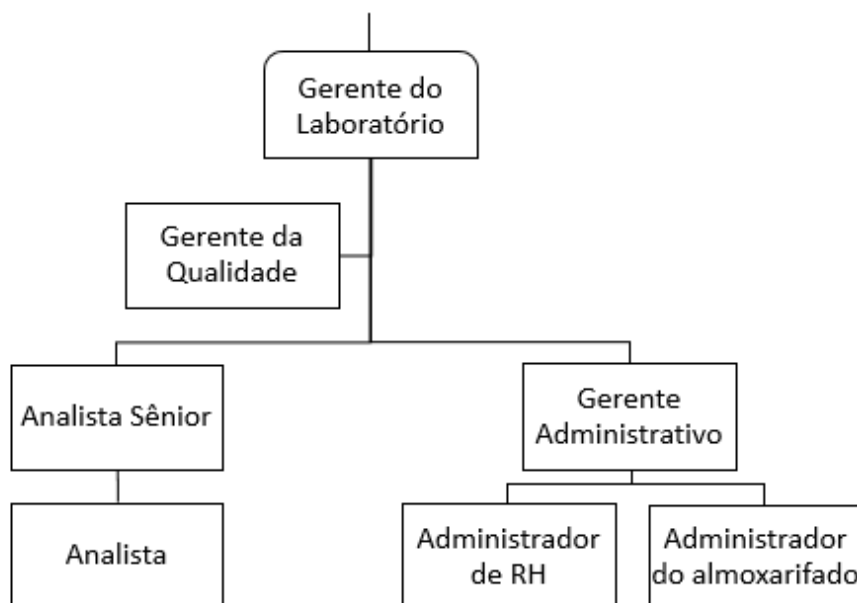 Gerente do
Laboratório
Gerente da
Qualidade
Analista Sênior
Gerente
Administrativo
Analista
Administrador
de RH
Administrador
do almoxarifado